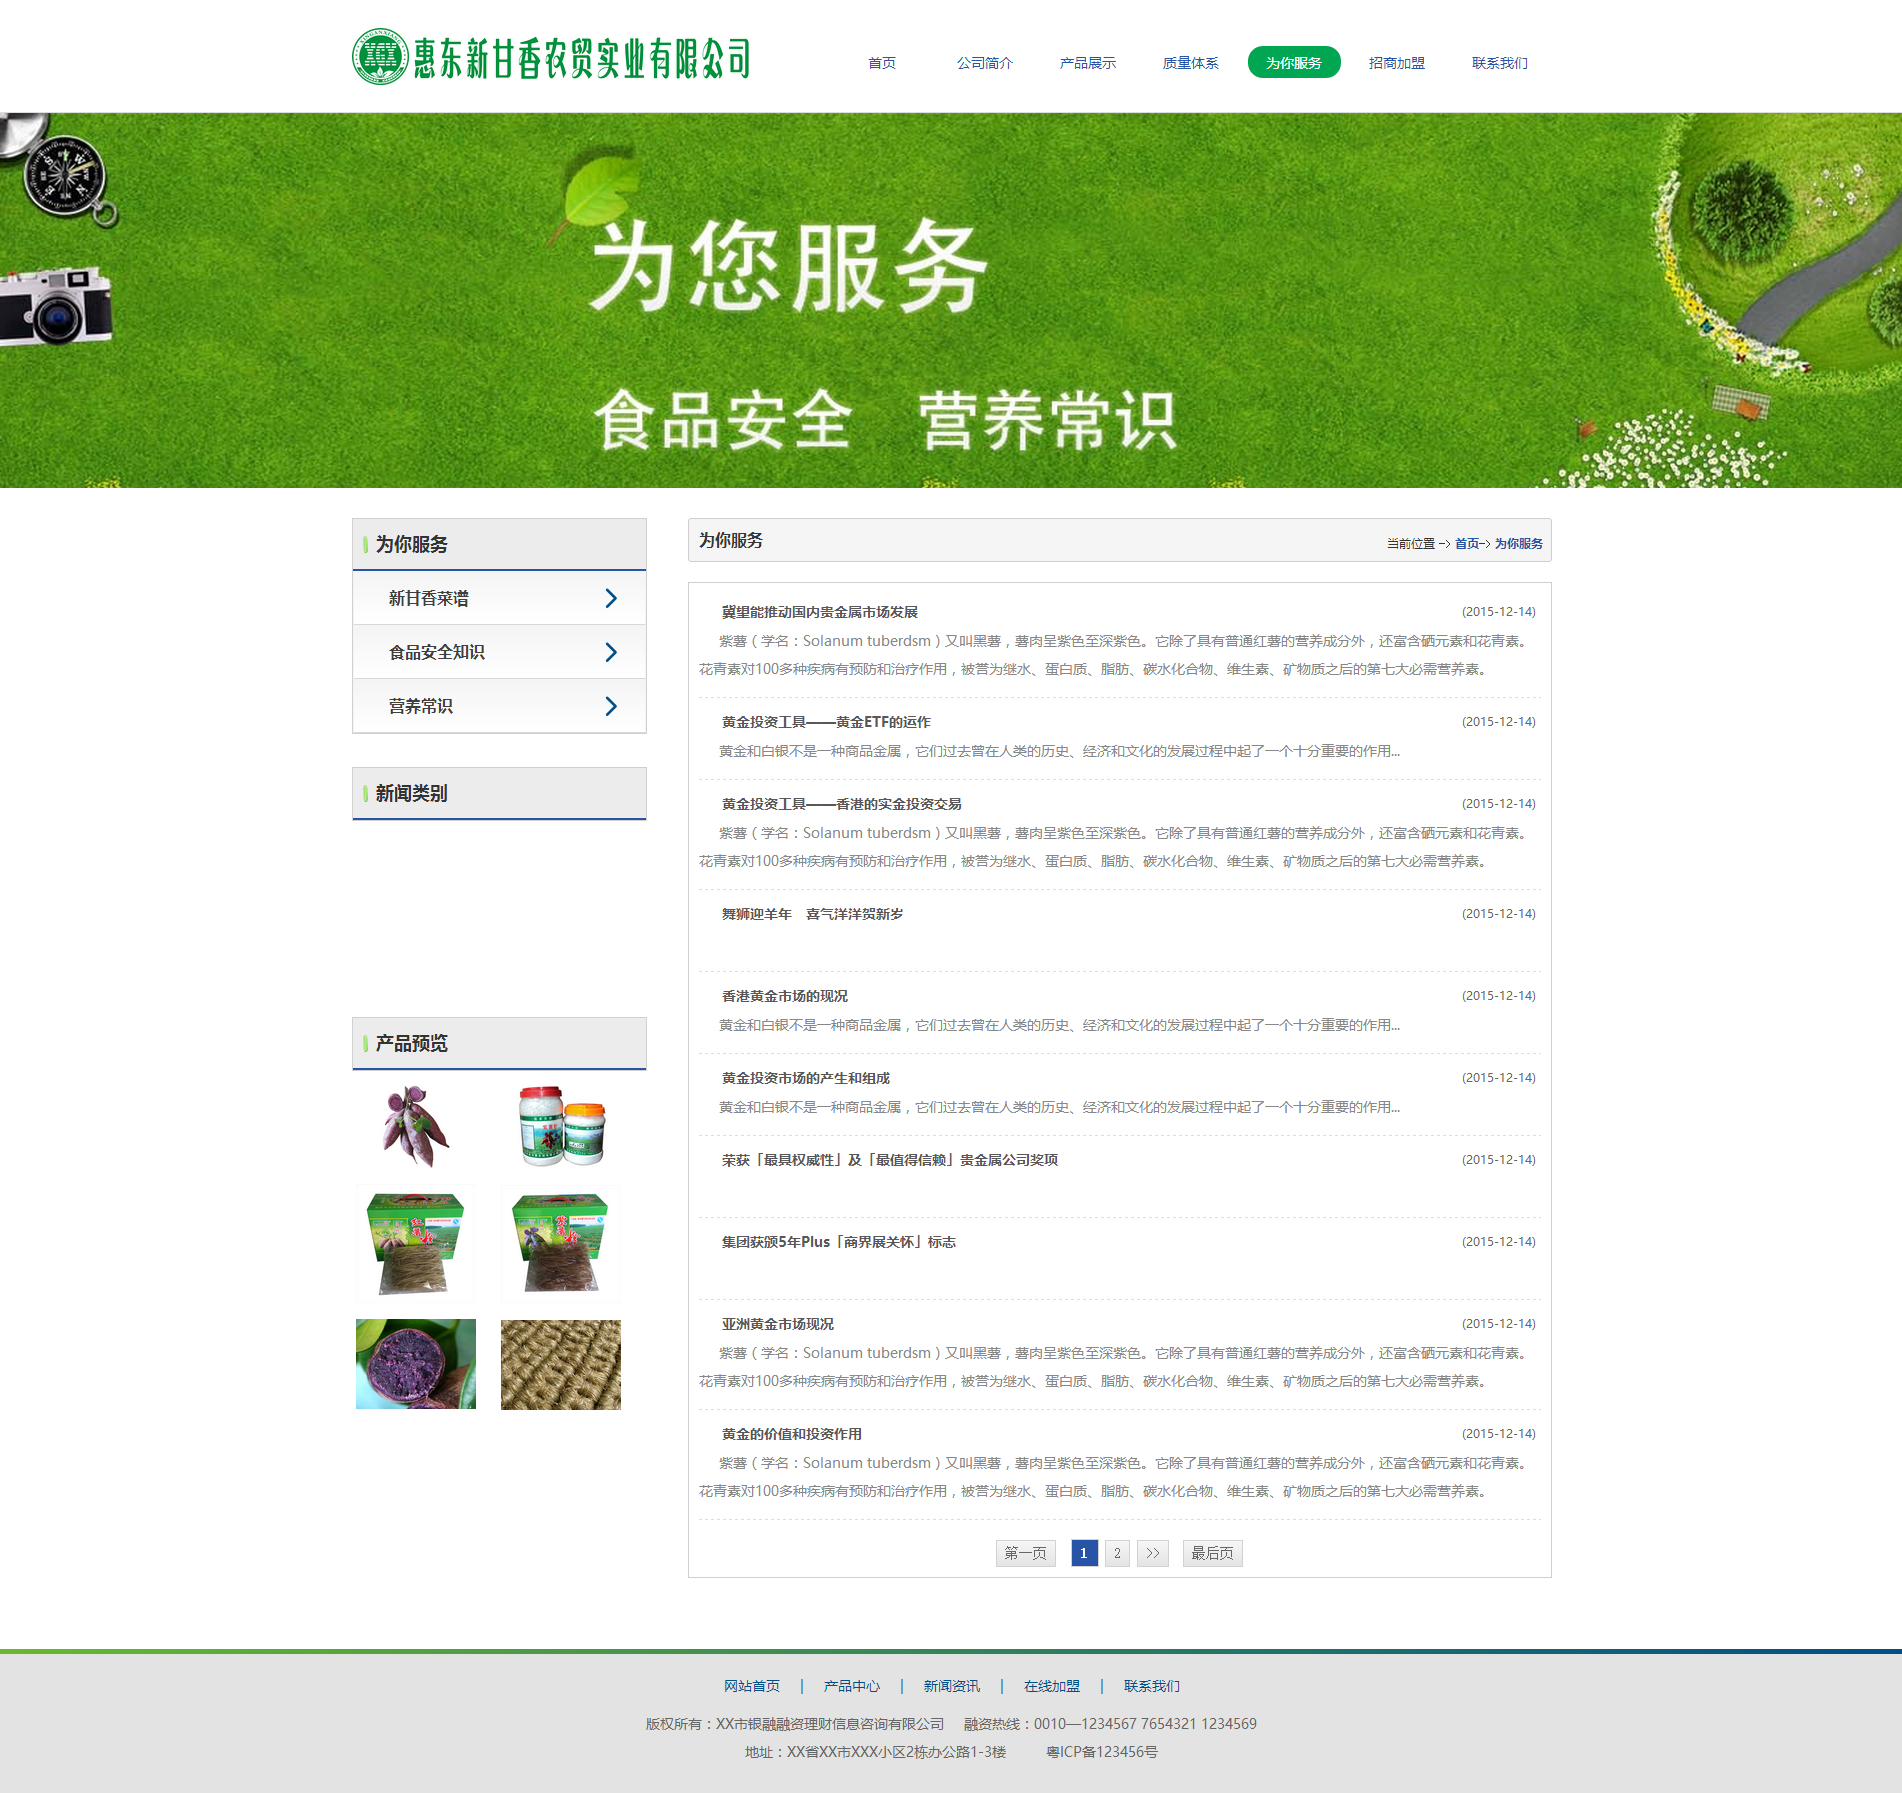 惠东新甘香农贸实业有限公司
首页 公司简介 产品展示 质量体系 为你服务 招商加盟 联系我们
为您服务
食品安全 营养常识
为你服务
新甘香菜谱
食品安全知识
营养常识
新闻类别
产品预览
为你服务
当前位置 -> 首页-> 为你服务
冀望能推动国内贵金属市场发展 (2015-12-14)
紫薯（学名：Solanum tuberdsm）又叫黑薯，薯肉呈紫色至深紫色。它除了具有普通红薯的营养成分外，还富含硒元素和花青素。
花青素对100多种疾病有预防和治疗作用，被誉为继水、蛋白质、脂肪、碳水化合物、维生素、矿物质之后的第七大必需营养素。
黄金投资工具——黄金ETF的运作 (2015-12-14)
黄金和白银不是一种商品金属，它们过去曾在人类的历史、经济和文化的发展过程中起了一个十分重要的作用...
黄金投资工具——香港的实金投资交易 (2015-12-14)
紫薯（学名：Solanum tuberdsm）又叫黑薯，薯肉呈紫色至深紫色。它除了具有普通红薯的营养成分外，还富含硒元素和花青素。
花青素对100多种疾病有预防和治疗作用，被誉为继水、蛋白质、脂肪、碳水化合物、维生素、矿物质之后的第七大必需营养素。
舞狮迎羊年 喜气洋洋贺新岁 (2015-12-14)
香港黄金市场的现况 (2015-12-14)
黄金和白银不是一种商品金属，它们过去曾在人类的历史、经济和文化的发展过程中起了一个十分重要的作用...
黄金投资市场的产生和组成 (2015-12-14)
黄金和白银不是一种商品金属，它们过去曾在人类的历史、经济和文化的发展过程中起了一个十分重要的作用...
荣获「最具权威性」及「最值得信赖」贵金属公司奖项 (2015-12-14)
集团获颁5年Plus「商界展关怀」标志 (2015-12-14)
亚洲黄金市场现况 (2015-12-14)
紫薯（学名：Solanum tuberdsm）又叫黑薯，薯肉呈紫色至深紫色。它除了具有普通红薯的营养成分外，还富含硒元素和花青素。
花青素对100多种疾病有预防和治疗作用，被誉为继水、蛋白质、脂肪、碳水化合物、维生素、矿物质之后的第七大必需营养素。
黄金的价值和投资作用 (2015-12-14)
紫薯（学名：Solanum tuberdsm）又叫黑薯，薯肉呈紫色至深紫色。它除了具有普通红薯的营养成分外，还富含硒元素和花青素。
花青素对100多种疾病有预防和治疗作用，被誉为继水、蛋白质、脂肪、碳水化合物、维生素、矿物质之后的第七大必需营养素。
第一页 1 2 >> 最后页
网站首页 | 产品中心 | 新闻资讯 | 在线加盟 | 联系我们
版权所有：XX市银融融资理财信息咨询有限公司 融资热线：0010—1234567 7654321 1234569
地址：XX省XX市XXX小区2栋办公路1-3楼 粤ICP备123456号